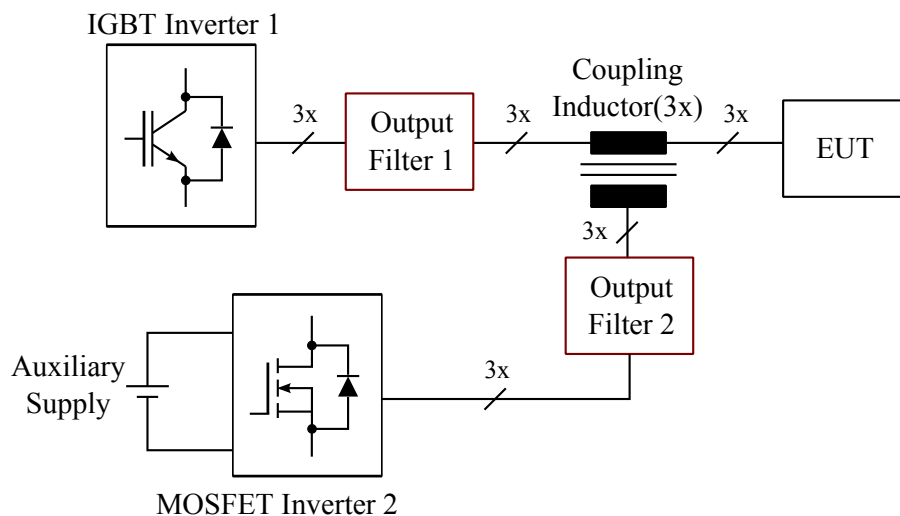 IGBT Inverter 1
3x
Output
Filter 1
3x
Coupling
Inductor(3x)
3x
EUT
3x
Output
Filter 2
Auxiliary
Supply
3x
MOSFET Inverter 2